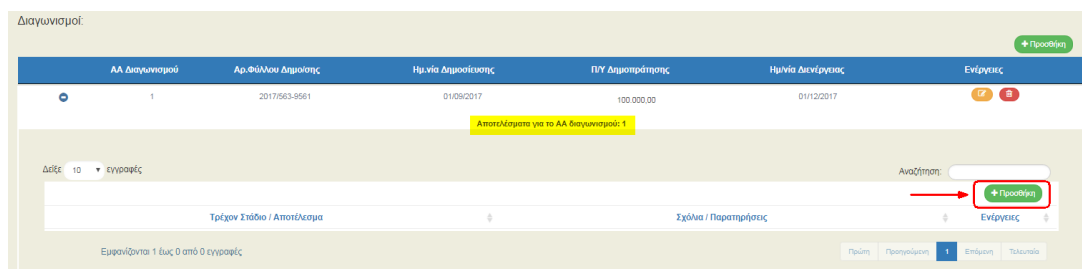 Διαγωνισμοί:
+ Προσθήκη
ΑΑ Διαγωνισμού Αρ.Φύλλου Δημο/σης Ημ.νία Δημοσίευσης Π/Υ Δημοπράτησης Ημ/νία Διενέργειας Ενέργειες
1 2017/563-9561 01/09/2017 100.000,00 01/12/2017
Αποτελέσματα για το ΑΑ διαγωνισμού: 1
Δείξε 10 εγγραφές Αναζήτηση:
+ Προσθήκη
Τρέχον Στάδιο / Αποτέλεσμα Σχόλια / Παρατηρήσεις Ενέργειες
Εμφανίζονται 1 έως 0 από 0 εγγραφές Πρώτη Προηγούμενη 1 Επόμενη Τελευταία